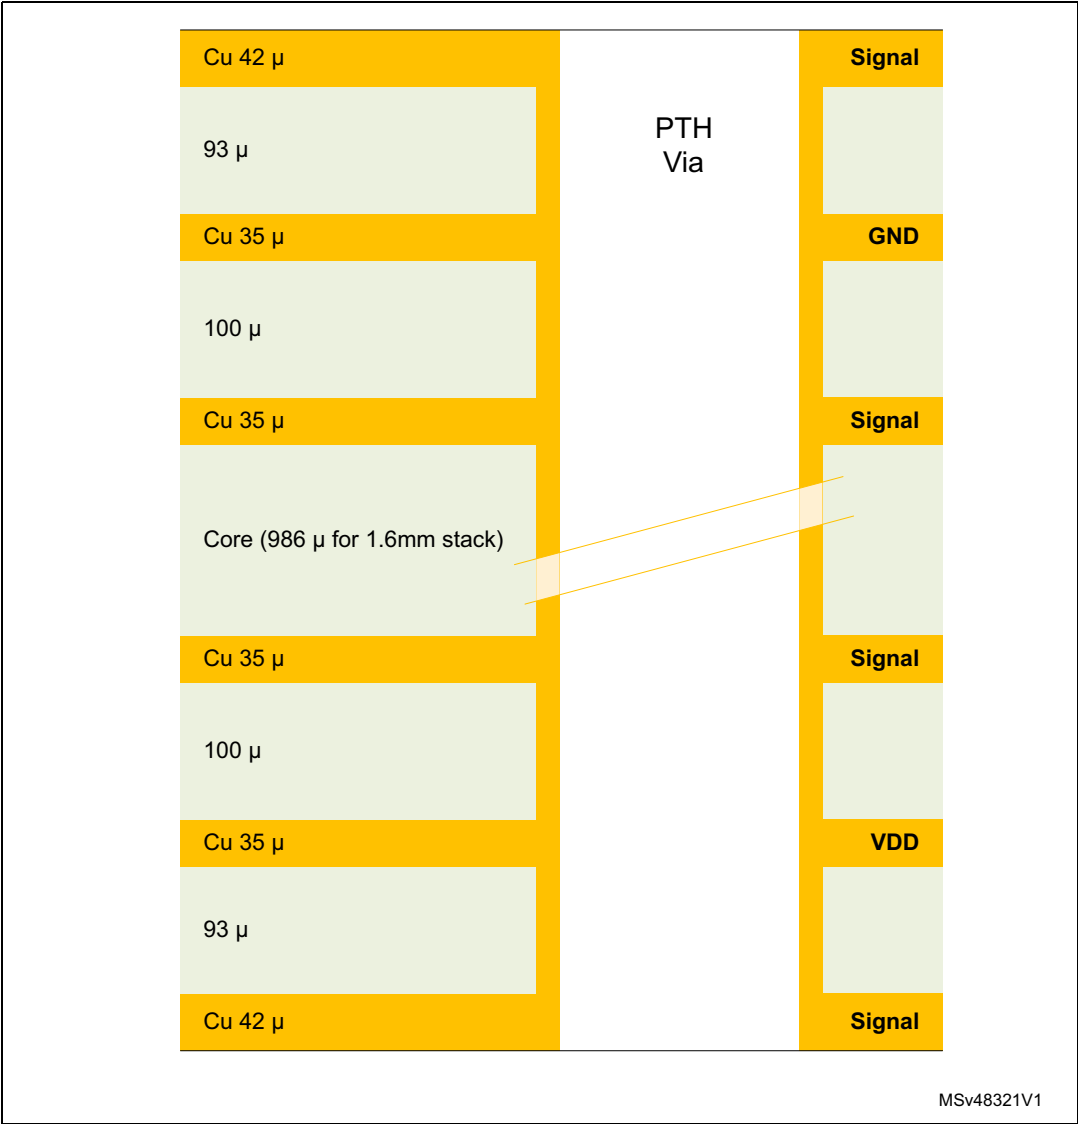 Cu 42 µ
Signal
93 µ
PTH
Via
Cu 35 µ
GND
100 µ
Cu 35 µ
Signal
Core (986 µ for 1.6mm stack)
Cu 35 µ
Signal
100 µ
Cu 35 µ
VDD
93 µ
Cu 42 µ
Signal
MSv48321V1